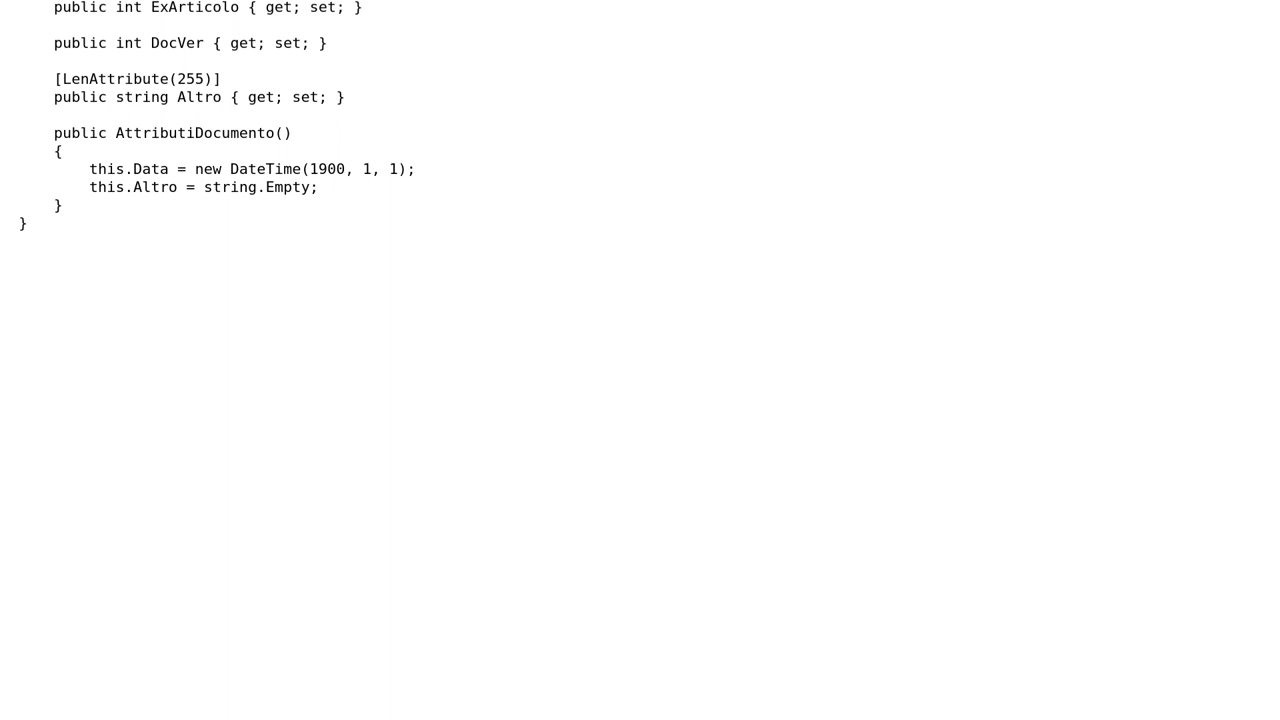 public int ExArticolo { get; set; }
public int DocVer { get; set; }
[LenAttribute(255)]
public string Altro { get; set; }
public AttributiDocumento()
{
this.Data = new DateTime(1900, 1, 1);
this.Altro = string.Empty;
}
}